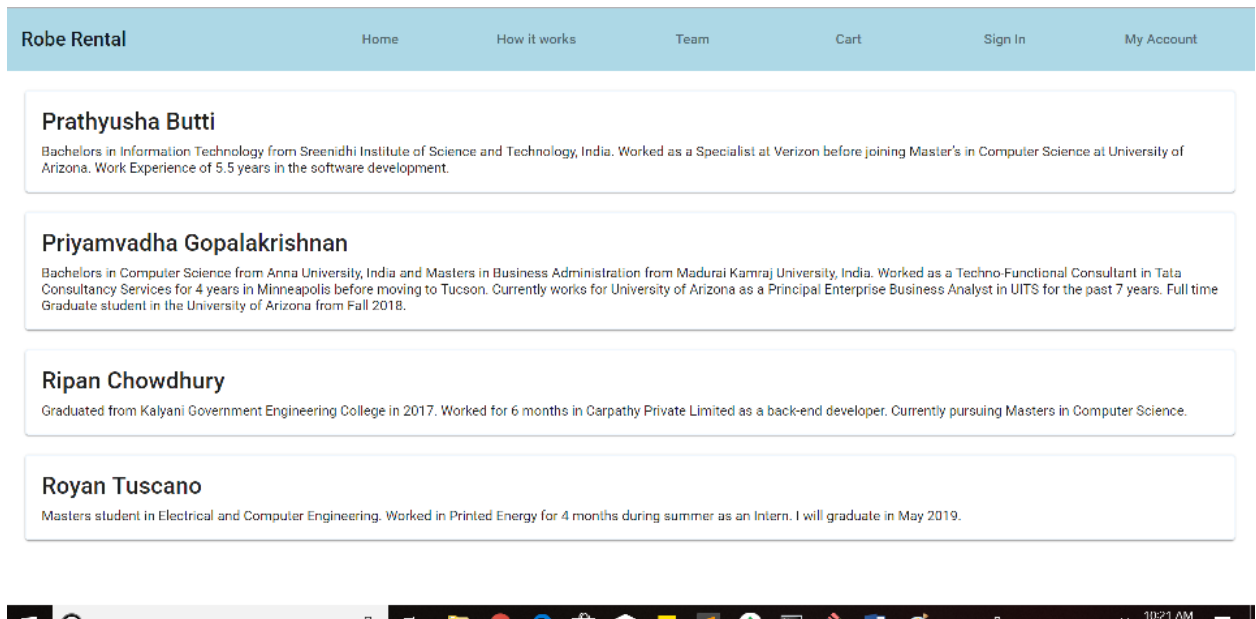 Robe Rental Home How it works Team Cart Sign In My Account
Prathyusha Butti
Bachelors in Information Technology from Sreenidhi Institute of Science and Technology, India. Worked as a Specialist at Verizon before joining Master's in Computer Science at University of
Arizona. Work Experience of 5.5 years in the software development.
Priyamvadha Gopalakrishnan
Bachelors in Computer Science from Anna University, India and Masters in Business Administration from Madurai Kamraj University, India. Worked as a Techno-Functional Consultant in Tata
Consultancy Services for 4 years in Minneapolis before moving to Tucson. Currently works for University of Arizona as a Principal Enterprise Business Analyst in UITS for the past 7 years. Full time
Graduate student in the University of Arizona from Fall 2018.
Ripan Chowdhury
Graduated from Kalyani Government Engineering College in 2017. Worked for 6 months in Carpathy Private Limited as a back-end developer. Currently pursuing Masters in Computer Science.
Royan Tuscano
Masters student in Electrical and Computer Engineering. Worked in Printed Energy for 4 months during summer as an Intern. I will graduate in May 2019.
10:21 AM